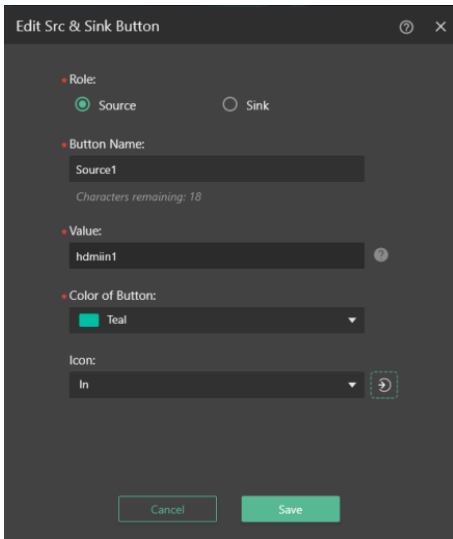 Edit Src & Sink Button
* Role:
Source Sink
* Button Name:
Source1
Characters remaining: 18
* Value:
hdmiin1
* Color of Button:
Teal
Icon:
In
Cancel Save